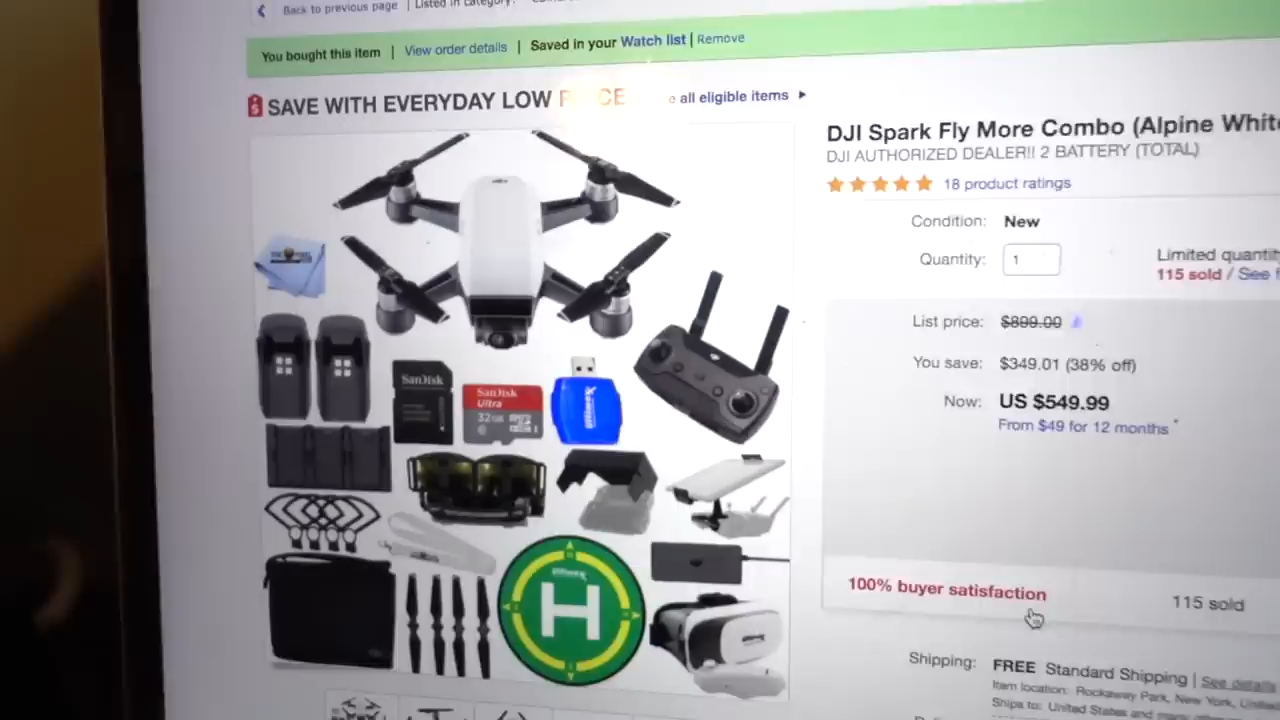 Back to previous page | Listed in category:
You bought this item | View order details | Saved in your Watch list | Remove
SAVE WITH EVERYDAY LOW
all eligible items
DJI Spark Fly More Combo (Alpine White
DJI AUTHORIZED DEALER!! 2 BATTERY (TOTAL)
18 product ratings
Condition: New
Quantity: 1
Limited quantity
115 sold / See
List price: $899.00
You save: $349.01 (38% off)
Now: US $549.99
From $49 for 12 months *
100% buyer satisfaction
115 sold
Shipping: FREE Standard Shipping | See details
Item location: Rockaway Park, New York, United
Ships to: United States and
SanDisk
SanDisk
Ultra
32GB
H